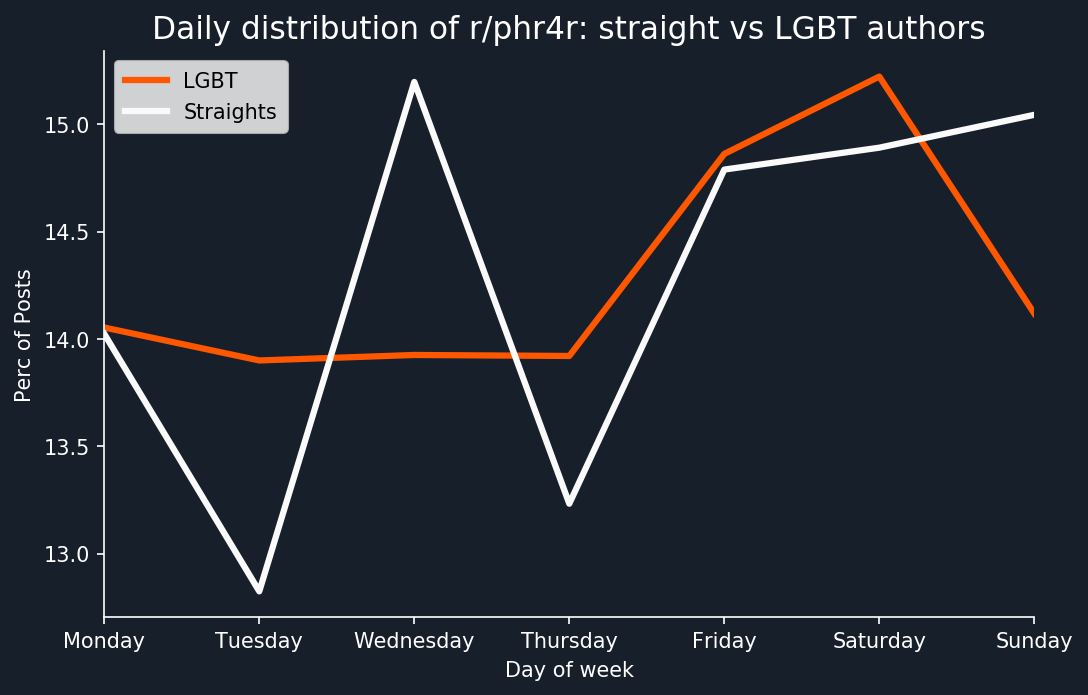 Daily distribution of r/phr4r: straight vs LGBT authors
LGBT
Straights
15.0
14.5
14.0
13.5
13.0
Perc of Posts
Monday Tuesday Wednesday Thursday Friday Saturday Sunday
Day of week